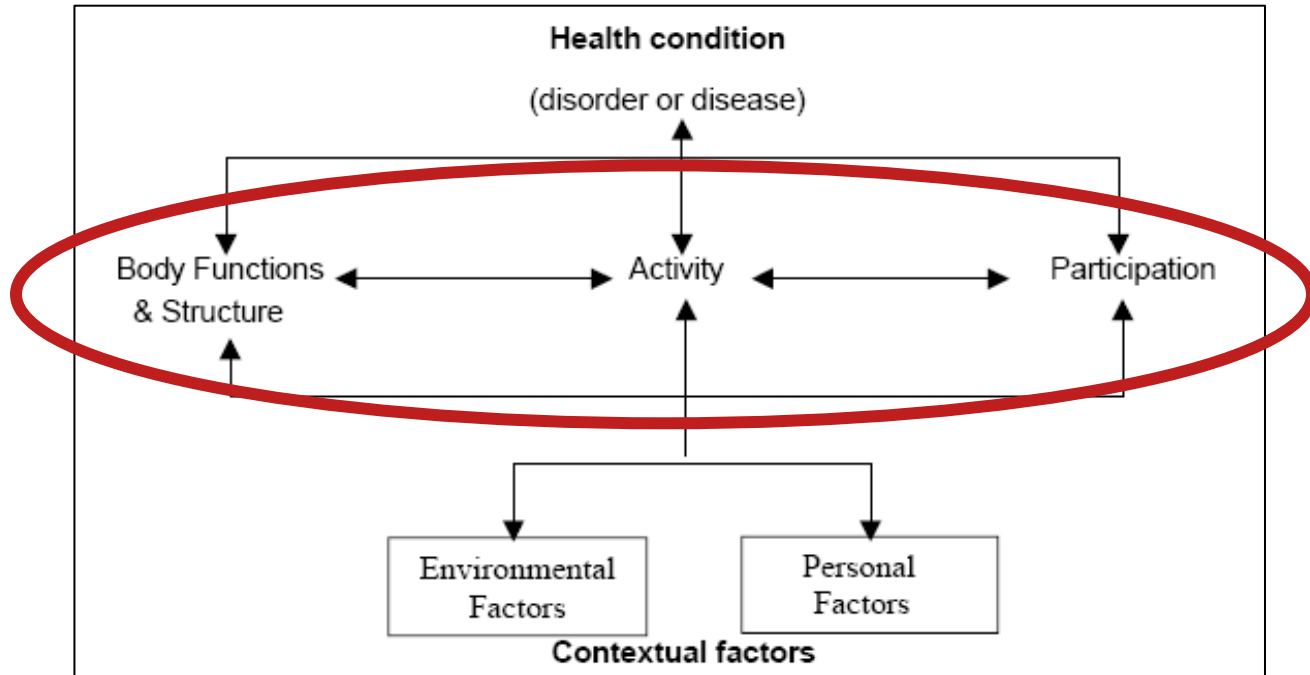 Health condition
(disorder or disease)
Body Functions
& Structure
Activity
Participation
Environmental
Factors
Personal
Factors
Contextual factors